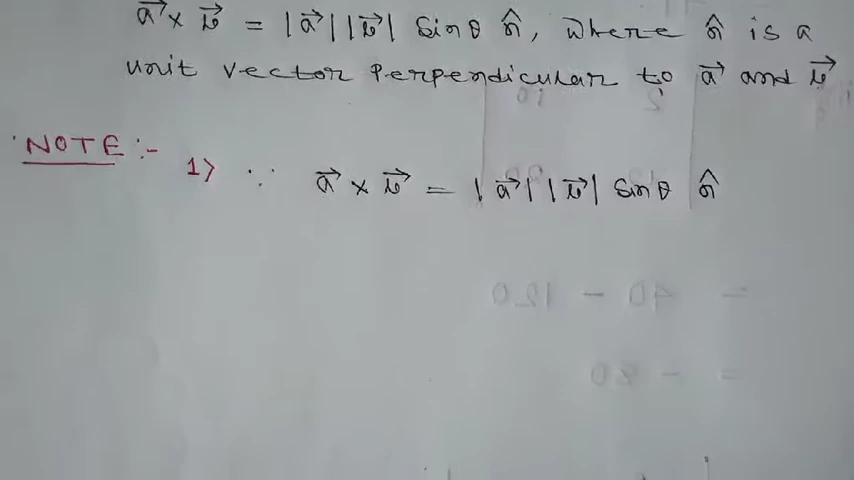 a⃗ × b⃗ = |a⃗| |b⃗| sinθ n̂, where n̂ is a
unit vector perpendicular to a⃗ and b⃗
NOTE :-
1) ∵ a⃗ × b⃗ = |a⃗| |b⃗| sinθ n̂